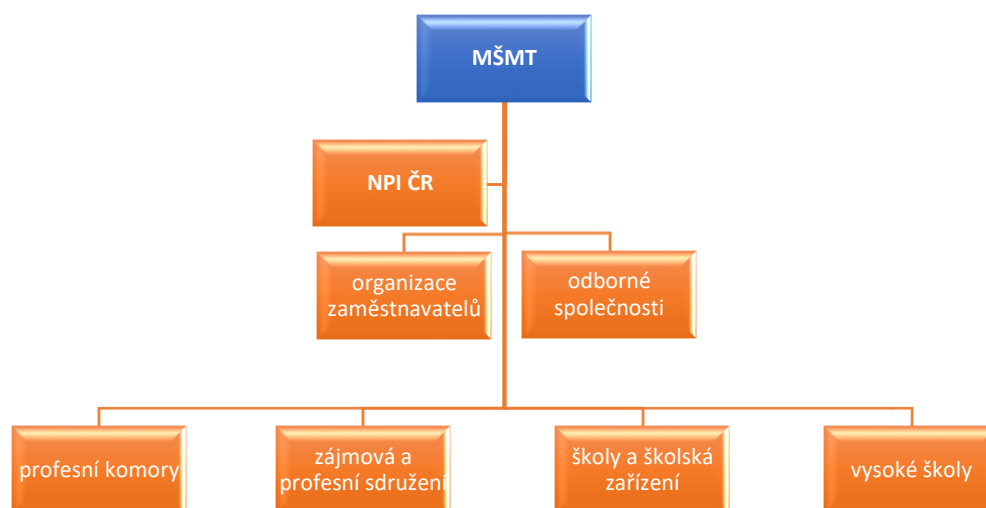 MŠMT
NPI ČR
organizace
zaměstnavatelů
odborné
společnosti
profesní komory
zájmová a
profesní sdružení
školy a školská
zařízení
vysoké školy